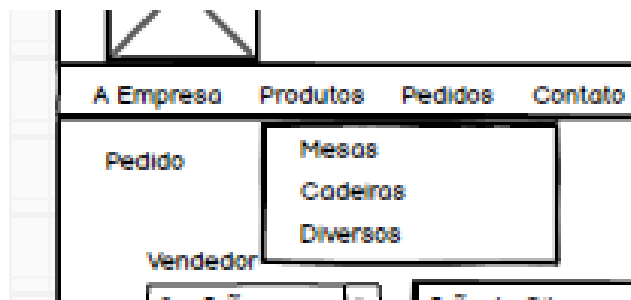 A Empresa Produtos Pedidos Contato
Mesas
Pedido
Cadeiras
Diversos
Vendedor